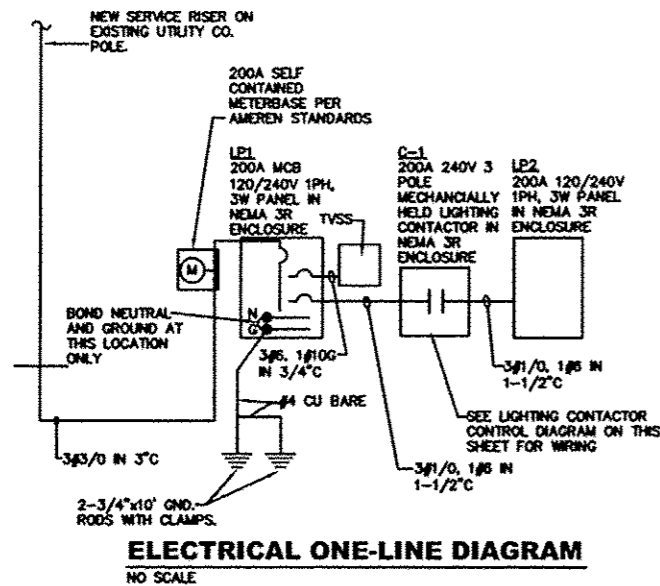 NEW SERVICE RISER ON
EXISTING UTILITY CO.
POLE.
200A SELF
CONTAINED
METERBASE PER
AMEREN STANDARDS
LP1
200A MCB
120/240V 1PH,
3W PANEL IN
NEMA 3R
ENCLOSURE
TVSS
C-1
200A 240V 3
POLE
MECHANCIALLY
HELD LIGHTING
CONTACTOR IN
NEMA 3R
ENCLOSURE
LP2
200A 120/240V
1PH, 3W PANEL
IN NEMA 3R
ENCLOSURE
M
BOND NEUTRAL
AND GROUND AT
THIS LOCATION
ONLY
N
G
3#6, 1#10G
IN 3/4"C
#4 CU BARE
3#1/0, 1#6 IN
1-1/2"C
SEE LIGHTING CONTACTOR
CONTROL DIAGRAM ON THIS
SHEET FOR WIRING
3#3/0 IN 3"C
3#1/0, 1#6 IN
1-1/2"C
2-3/4"x10' GND.
RODS WITH CLAMPS.
ELECTRICAL ONE-LINE DIAGRAM
NO SCALE